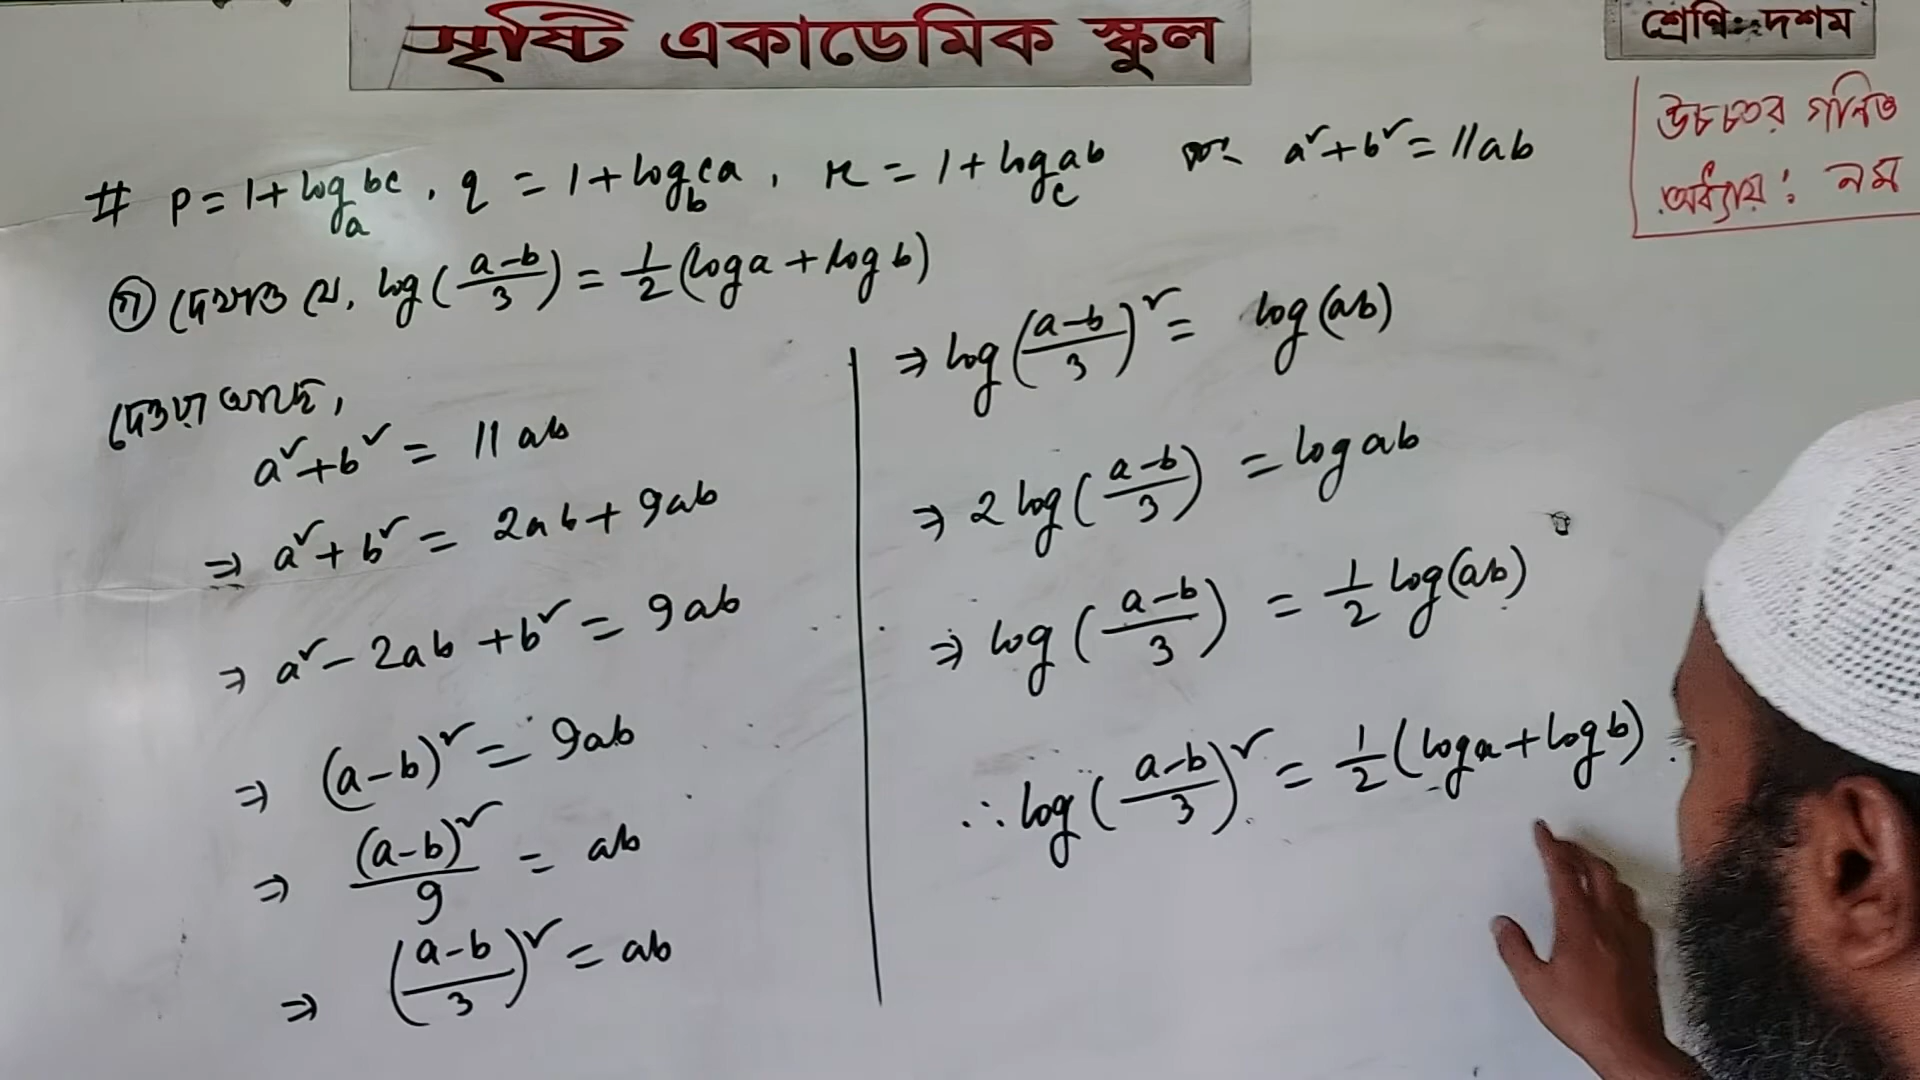 সৃষ্টি একাডেমিক স্কুল
শ্রেণি: দশম
উচ্চতর গনিত
অধ্যায় : নবম
# p = 1 + log_a bc , q = 1 + log_b ca , r = 1 + log_c ab এবং a² + b² = 11ab
গ) দেখাও যে, log((a-b)/3) = 1/2 (log a + log b)
দেওয়া আছে,
a² + b² = 11ab
⇒ a² + b² = 2ab + 9ab
⇒ a² - 2ab + b² = 9ab
⇒ (a-b)² = 9ab
⇒ (a-b)²/9 = ab
⇒ ((a-b)/3)² = ab
⇒ log((a-b)/3)² = log(ab)
⇒ 2 log((a-b)/3) = log ab
⇒ log((a-b)/3) = 1/2 log(ab)
∴ log((a-b)/3)² = 1/2 (log a + log b)